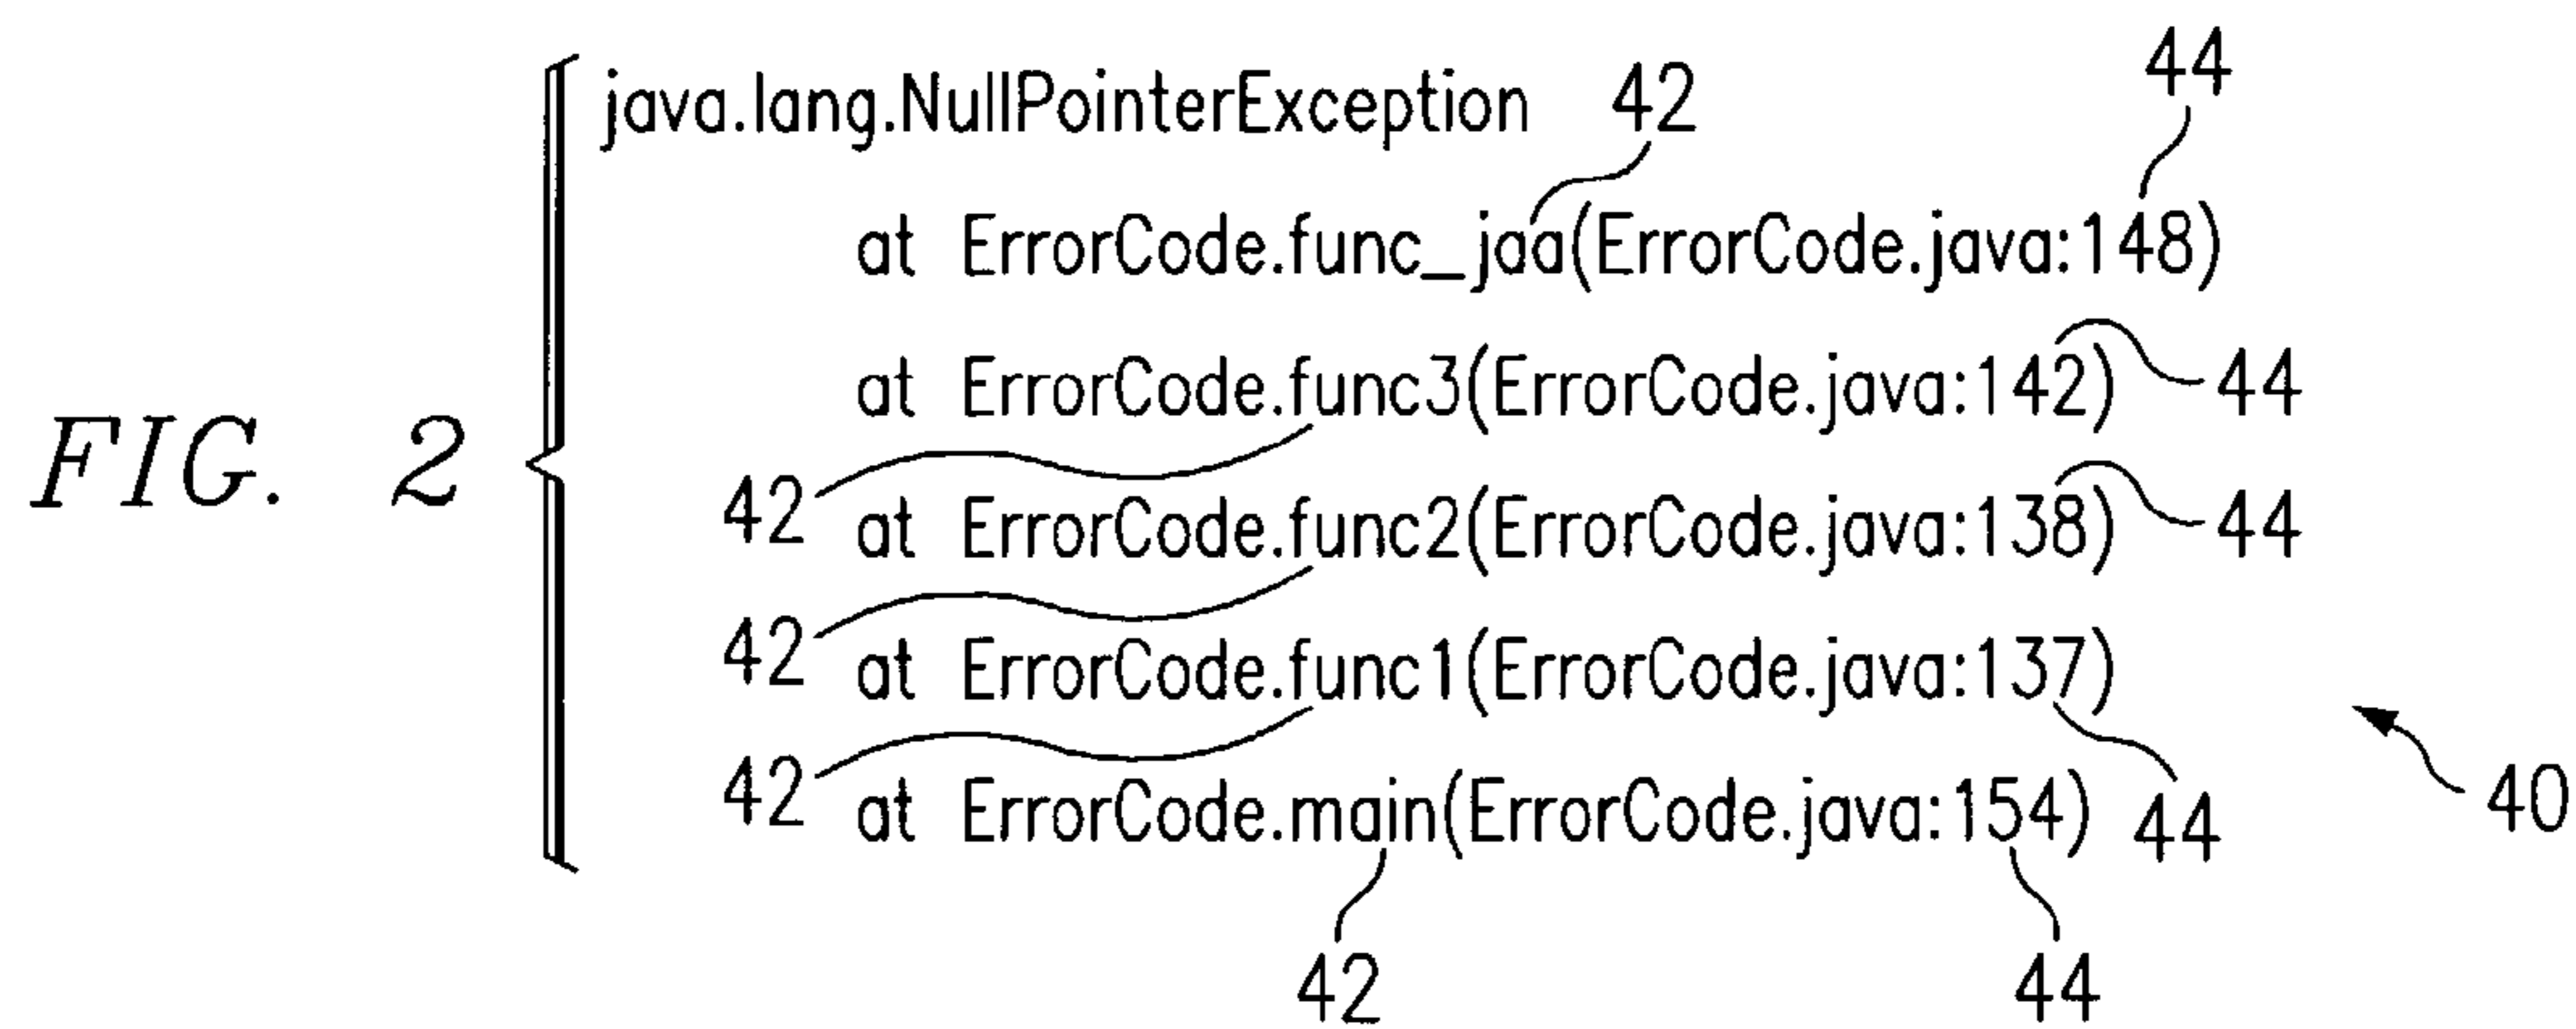 44
java.lang.NullPointerException 42
at ErrorCode.func_jaa(ErrorCode.java:148)
at ErrorCode.func3(ErrorCode.java:142) 44
FIG. 2
42 at ErrorCode.func2(ErrorCode.java:138) 44
42 at ErrorCode.func1(ErrorCode.java:137)
42 at ErrorCode.main(ErrorCode.java:154) 44
40
42 44